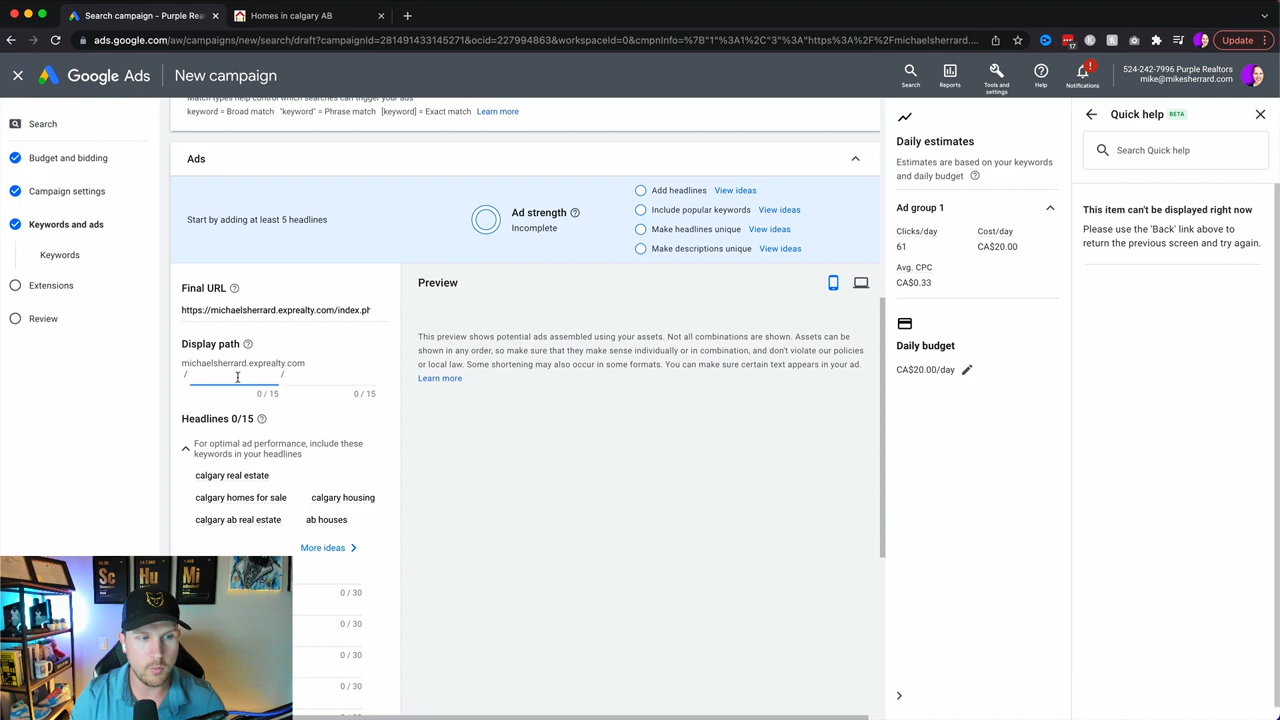 Search campaign - Purple Rea
Homes in calgary AB
ads.google.com/aw/campaigns/new/search/draft?campaignId=281491433145271&ocid=227994863&workspaceId=0&cmpnInfo=%7B"1"%3A1%2C"3"%3A"https%3A%2F%2Fmichaelsherrard....
17
Update
Google Ads
New campaign
Search
Reports
Tools and settings
Help
Notifications
524-242-7996 Purple Realtors
mike@mikesherrard.com
Search
Budget and bidding
Campaign settings
Keywords and ads
Keywords
Extensions
Review
Match types help control which searches can trigger your ads
keyword = Broad match "keyword" = Phrase match [keyword] = Exact match Learn more
Ads
Start by adding at least 5 headlines
Ad strength
Incomplete
Add headlines View ideas
Include popular keywords View ideas
Make headlines unique View ideas
Make descriptions unique View ideas
Final URL
https://michaelsherrard.exprealty.com/index.ph
Display path
michaelsherrard.exprealty.com
/ /
0 / 15 0 / 15
Headlines 0/15
For optimal ad performance, include these
keywords in your headlines
calgary real estate
calgary homes for sale calgary housing
calgary ab real estate ab houses
More ideas
0 / 30
0 / 30
0 / 30
0 / 30
Preview
This preview shows potential ads assembled using your assets. Not all combinations are shown. Assets can be
shown in any order, so make sure that they make sense individually or in combination, and don't violate our policies
or local law. Some shortening may also occur in some formats. You can make sure certain text appears in your ad.
Learn more
Daily estimates
Estimates are based on your keywords
and daily budget
Ad group 1
Clicks/day Cost/day
61 CA$20.00
Avg. CPC
CA$0.33
Daily budget
CA$20.00/day
Quick help BETA
Search Quick help
This item can't be displayed right now
Please use the 'Back' link above to
return the previous screen and try again.
Sc
Hu
Mi